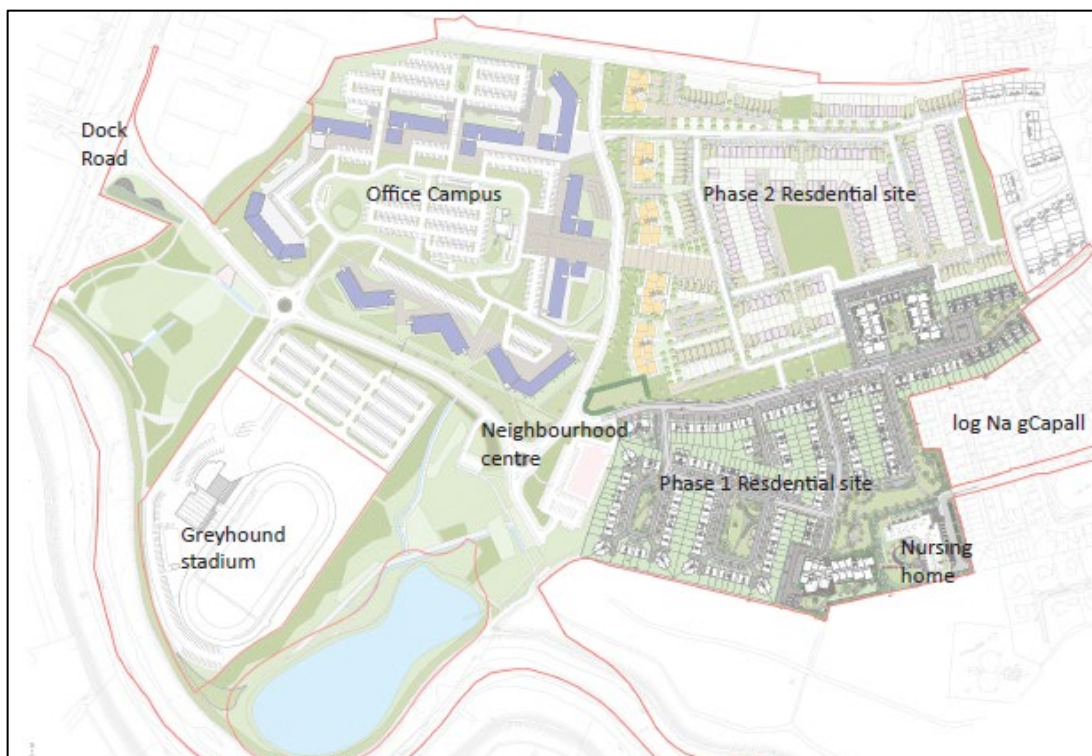 Dock
Road
Office Campus
Phase 2 Resdential site
Neighbourhood
centre
log Na gCapall
Phase 1 Resdential site
Greyhound
stadium
Nursing
home